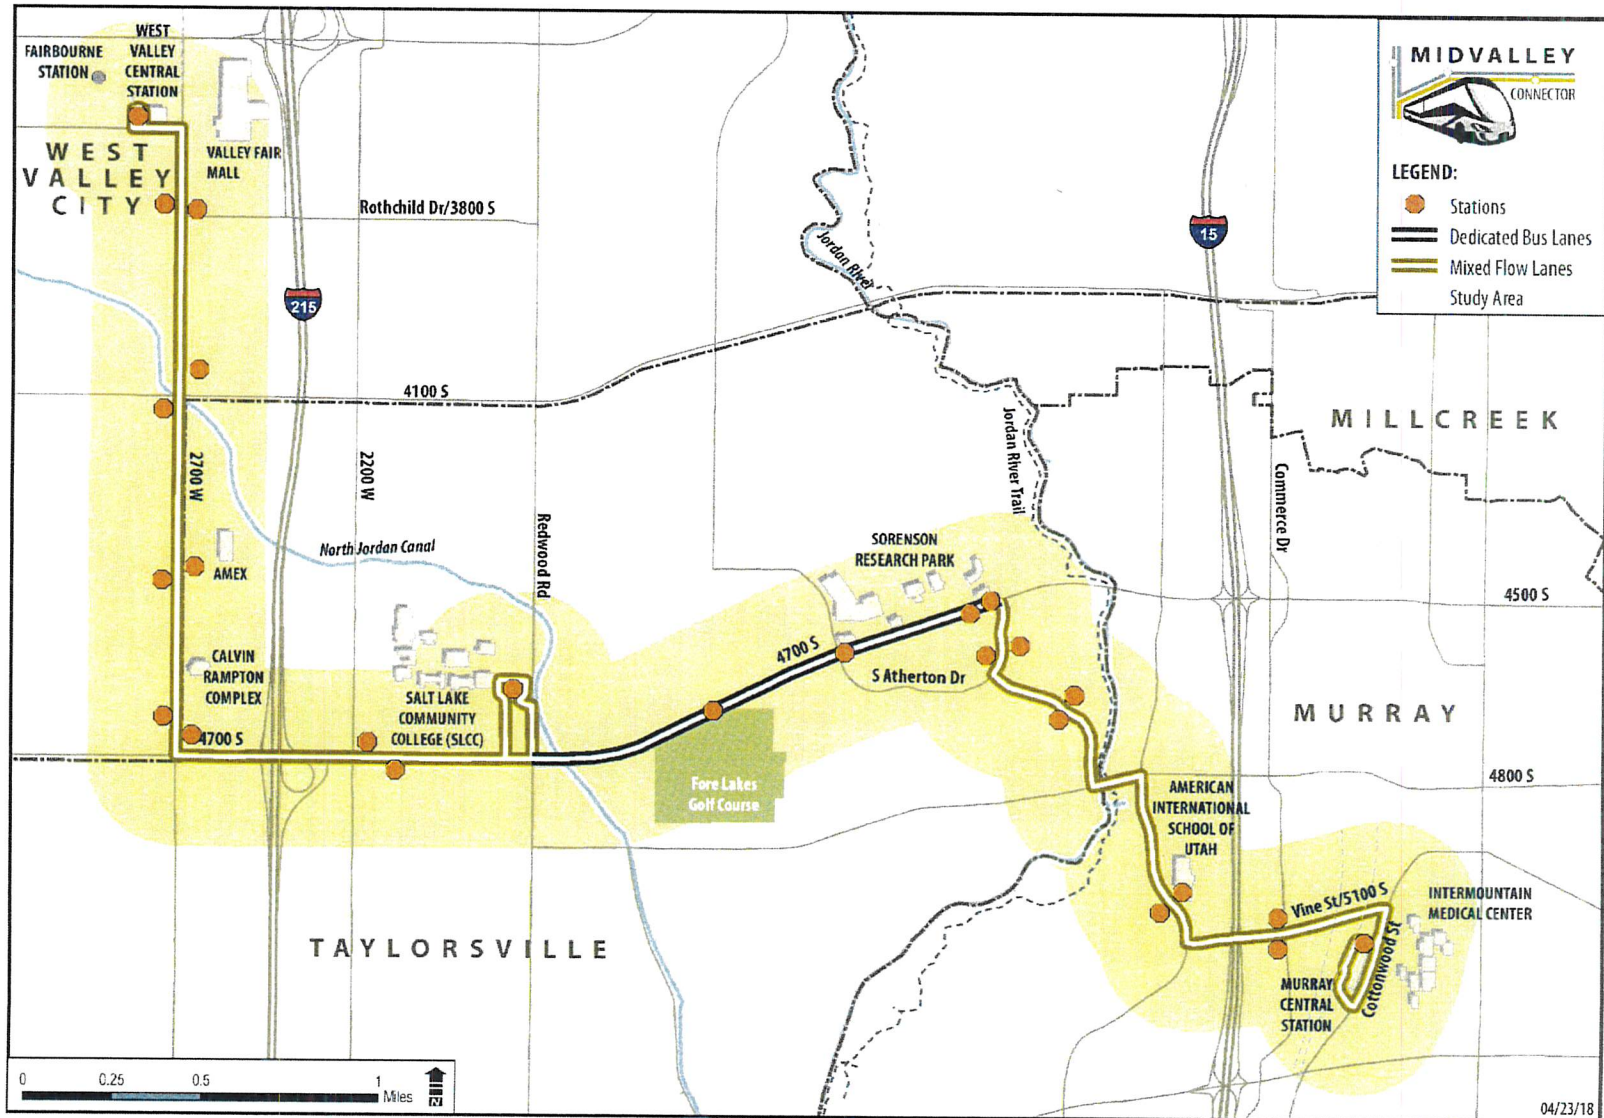 FAIRBOURNE
STATION
WEST
VALLEY
CENTRAL
STATION
WEST
VALLEY
CITY
VALLEY FAIR
MALL
Rothchild Dr/3800 S
215
4100 S
2700 W
2200 W
North Jordan Canal
AMEX
Redwood Rd
CALVIN
RAMPTON
COMPLEX
4700 S
SALT LAKE
COMMUNITY
COLLEGE (SLCC)
Jordan River
Jordan River Trail
15
Commerce Dr
MILLCREEK
SORENSON
RESEARCH PARK
4500 S
4700 S
S Atherton Dr
Fore Lakes
Golf Course
MURRAY
4800 S
AMERICAN
INTERNATIONAL
SCHOOL OF
UTAH
Vine St/5100 S
INTERMOUNTAIN
MEDICAL CENTER
Cottonwood St
MURRAY
CENTRAL
STATION
TAYLORSVILLE
MIDVALLEY
CONNECTOR
LEGEND:
Stations
Dedicated Bus Lanes
Mixed Flow Lanes
Study Area
0 0.25 0.5 1 Miles
N
04/23/18